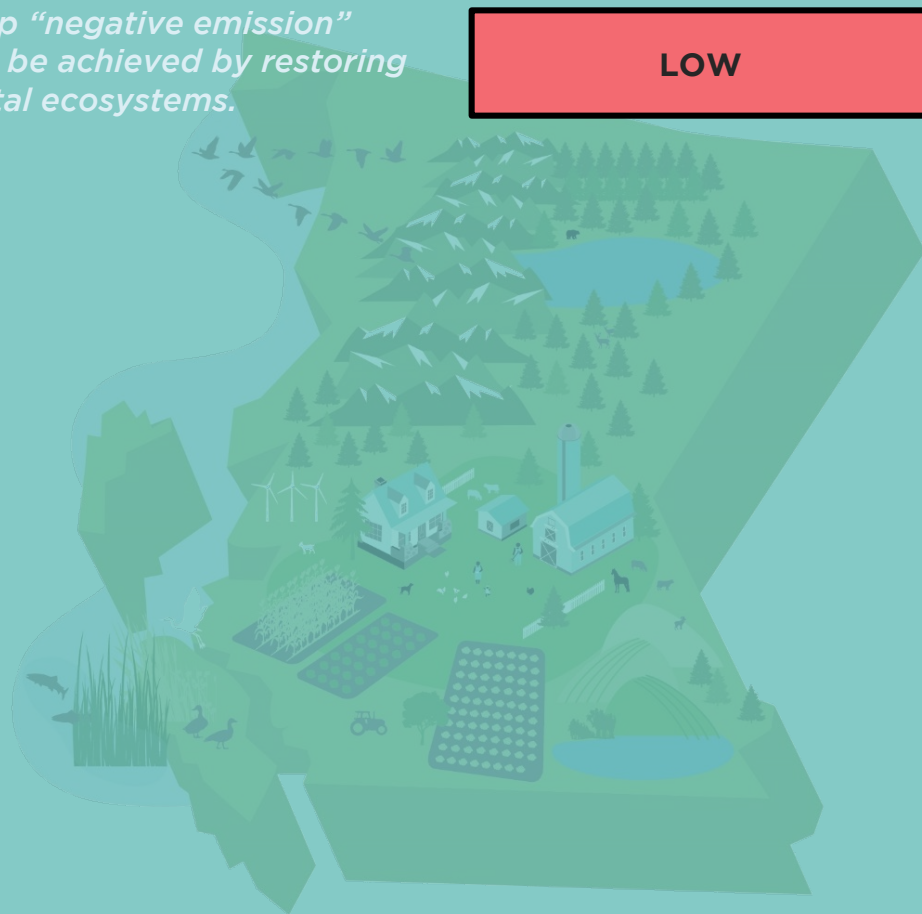 p “negative emission”
be achieved by restoring
tal ecosystems.
LOW